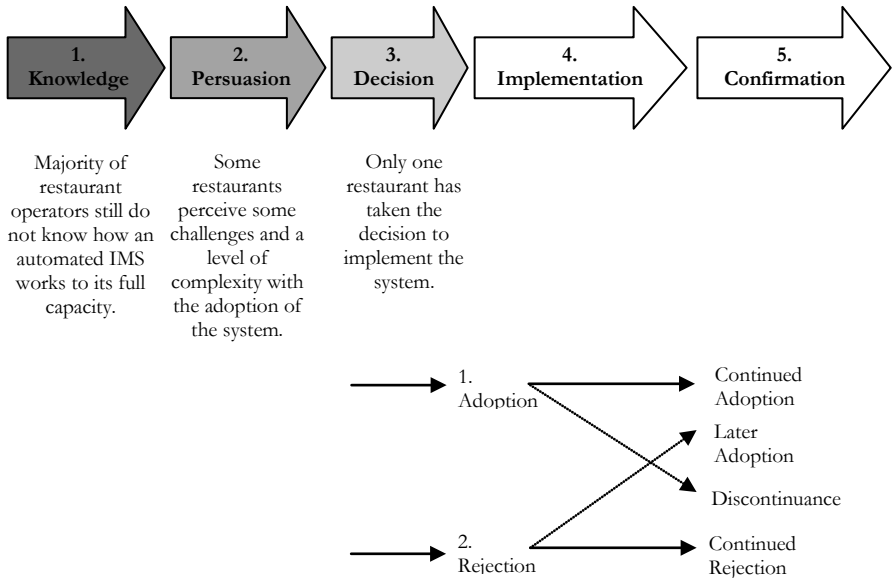 1.
Knowledge
2.
Persuasion
3.
Decision
4.
Implementation
5.
Confirmation
Majority of
restaurant
operators still do
not know how an
automated IMS
works to its full
capacity.
Some
restaurants
perceive some
challenges and a
level of
complexity with
the adoption of
the system.
Only one
restaurant has
taken the
decision to
implement the
system.
1.
Adoption
Continued
Adoption
Later
Adoption
Discontinuance
2.
Rejection
Continued
Rejection